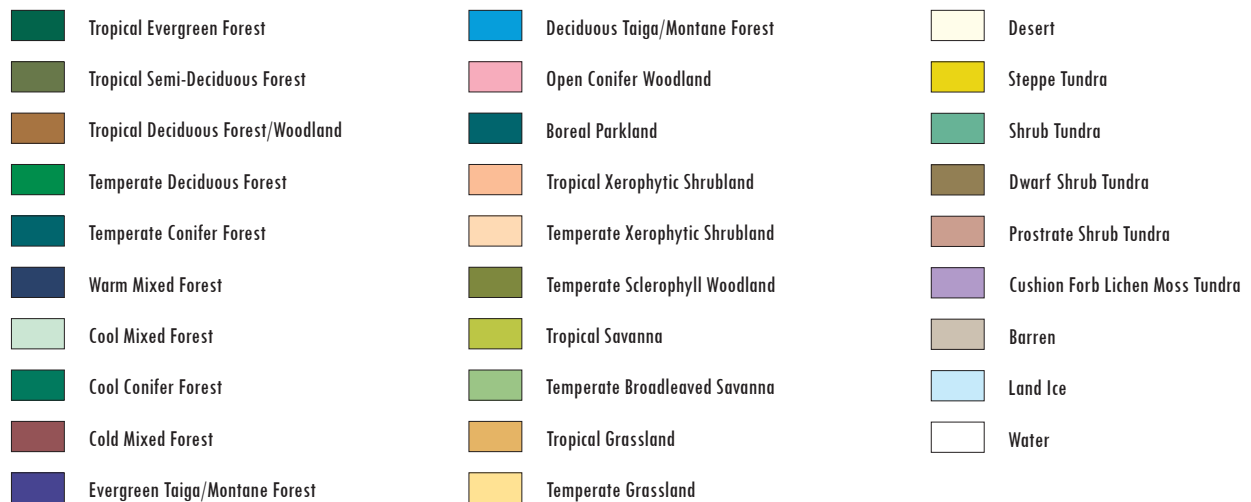 Tropical Evergreen Forest
Tropical Semi-Deciduous Forest
Tropical Deciduous Forest/Woodland
Temperate Deciduous Forest
Temperate Conifer Forest
Warm Mixed Forest
Cool Mixed Forest
Cool Conifer Forest
Cold Mixed Forest
Evergreen Taiga/Montane Forest
Deciduous Taiga/Montane Forest
Open Conifer Woodland
Boreal Parkland
Tropical Xerophytic Shrubland
Temperate Xerophytic Shrubland
Temperate Sclerophyll Woodland
Tropical Savanna
Temperate Broadleaved Savanna
Tropical Grassland
Temperate Grassland
Desert
Steppe Tundra
Shrub Tundra
Dwarf Shrub Tundra
Prostrate Shrub Tundra
Cushion Forb Lichen Moss Tundra
Barren
Land Ice
Water